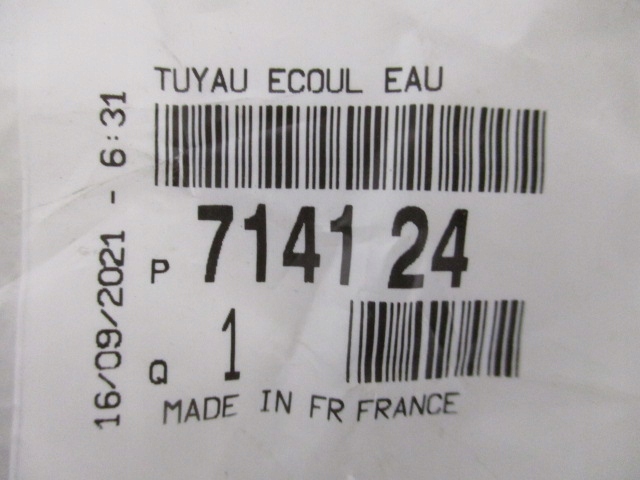 TUYAU ECOUL EAU
P 7141 24
Q 1
MADE IN FR FRANCE
16/09/2021 - 6:31